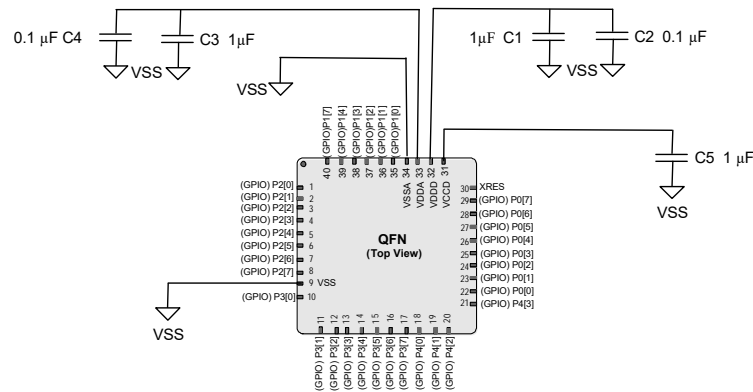 0.1 µF C4
C3 1µF
1µF C1
C2 0.1 µF
VSS
VSS
VSS
C5 1 µF
VSS
(GPIO)P1[7]
(GPIO)P1[4]
(GPIO)P1[3]
(GPIO)P1[2]
(GPIO)P1[1]
(GPIO)P1[0]
40
39
38
37
36
35
34
33
32
31
VSSA
VDDA
VDDD
VCCD
(GPIO) P2[0] 1
(GPIO) P2[1] 2
(GPIO) P2[2] 3
(GPIO) P2[3] 4
(GPIO) P2[4] 5
(GPIO) P2[5] 6
(GPIO) P2[6] 7
(GPIO) P2[7] 8
9 VSS
(GPIO) P3[0] 10
VSS
QFN
(Top View)
30 XRES
29 (GPIO) P0[7]
28 (GPIO) P0[6]
27 (GPIO) P0[5]
26 (GPIO) P0[4]
25 (GPIO) P0[3]
24 (GPIO) P0[2]
23 (GPIO) P0[1]
22 (GPIO) P0[0]
21 (GPIO) P4[3]
11
12
13
14
15
16
17
18
19
20
(GPIO) P3[1]
(GPIO) P3[2]
(GPIO) P3[3]
(GPIO) P3[4]
(GPIO) P3[5]
(GPIO) P3[6]
(GPIO) P3[7]
(GPIO) P4[0]
(GPIO) P4[1]
(GPIO) P4[2]